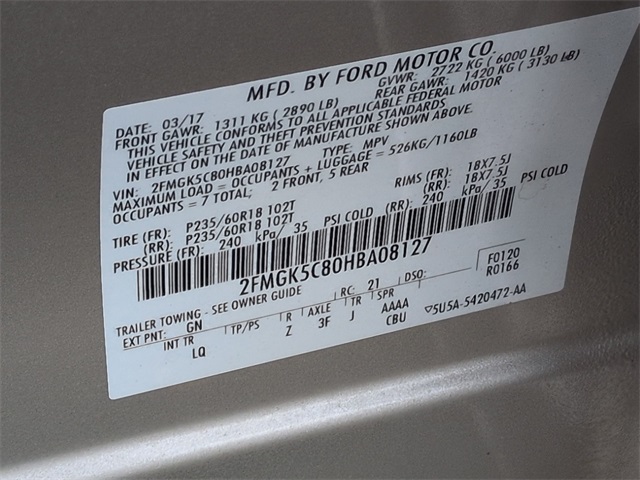 MFD. BY FORD MOTOR CO.
DATE: 03/17 GVWR: 2722 KG ( 6000 LB)
FRONT GAWR: 1311 KG ( 2890 LB) REAR GAWR: 1420 KG ( 3130 LB)
THIS VEHICLE CONFORMS TO ALL APPLICABLE FEDERAL MOTOR
VEHICLE SAFETY AND THEFT PREVENTION STANDARDS
IN EFFECT ON THE DATE OF MANUFACTURE SHOWN ABOVE.
VIN: 2FMGK5C80HBA08127 TYPE: MPV
MAXIMUM LOAD = OCCUPANTS + LUGGAGE = 526KG/1160LB
OCCUPANTS = 7 TOTAL; 2 FRONT, 5 REAR
TIRE (FR): P235/60R18 102T RIMS (FR): 18X7.5J
(RR): P235/60R18 102T (RR): 18X7.5J
PRESSURE (FR): 240 kPa/ 35 PSI COLD (RR): 240 kPa/ 35 PSI COLD
2FMGK5C80HBA08127
F0120
R0166
TRAILER TOWING - SEE OWNER GUIDE RC: 21 DSO:
EXT PNT: GN
INT TR TP/PS R AXLE TR SPR
LQ Z 3F J AAAA
CBU
▽5U5A-5420472-AA